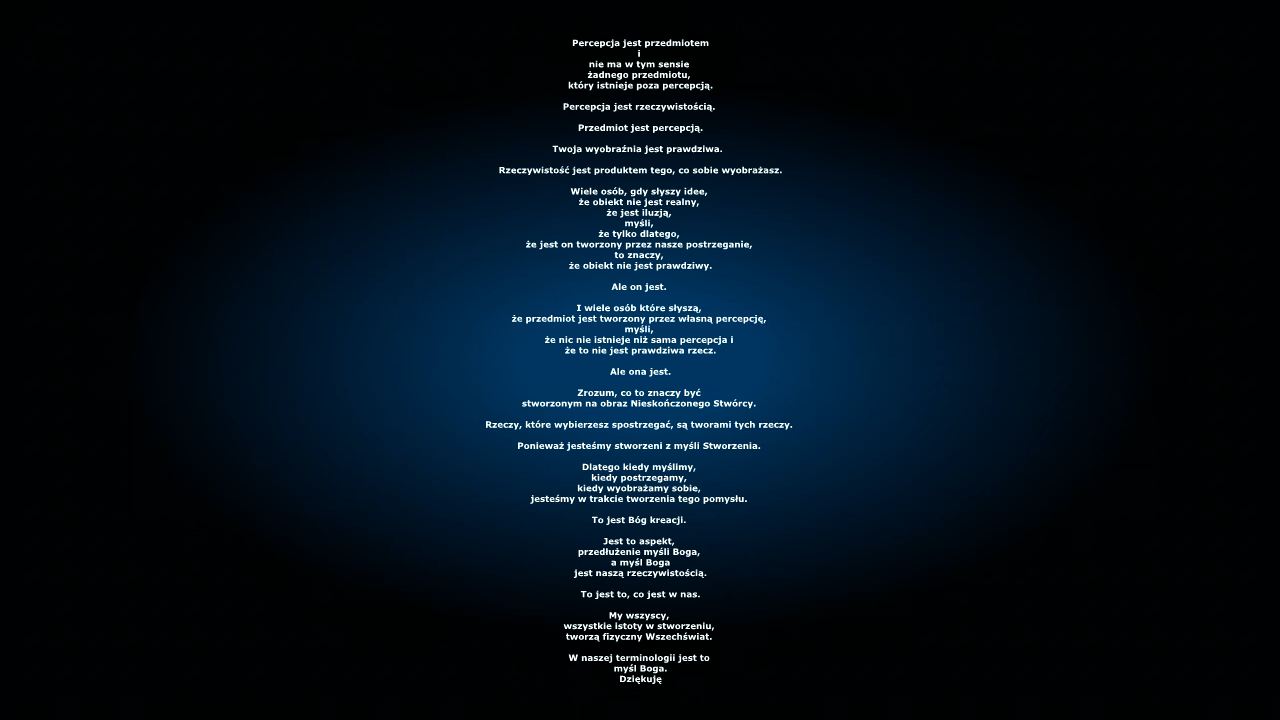 Percepcja jest przedmiotem
i
nie ma w tym sensie
żadnego przedmiotu,
który istnieje poza percepcją.
Percepcja jest rzeczywistością.
Przedmiot jest percepcją.
Twoja wyobraźnia jest prawdziwa.
Rzeczywistość jest produktem tego, co sobie wyobrażasz.
Wiele osób, gdy słyszy idee,
że obiekt nie jest realny,
że jest iluzją,
myśli,
że tylko dlatego,
że jest on tworzony przez nasze postrzeganie,
to znaczy,
że obiekt nie jest prawdziwy.
Ale on jest.
I wiele osób które słyszą,
że przedmiot jest tworzony przez własną percepcję,
myśli,
że nic nie istnieje niż sama percepcja i
że to nie jest prawdziwa rzecz.
Ale ona jest.
Zrozum, co to znaczy być
stworzonym na obraz Nieskończonego Stwórcy.
Rzeczy, które wybierzesz spostrzegać, są tworami tych rzeczy.
Ponieważ jesteśmy stworzeni z myśli Stworzenia.
Dlatego kiedy myślimy,
kiedy postrzegamy,
kiedy wyobrażamy sobie,
jesteśmy w trakcie tworzenia tego pomysłu.
To jest Bóg kreacji.
Jest to aspekt,
przedłużenie myśli Boga,
a myśl Boga
jest naszą rzeczywistością.
To jest to, co jest w nas.
My wszyscy,
wszystkie istoty w stworzeniu,
tworzą fizyczny Wszechświat.
W naszej terminologii jest to
myśl Boga.
Dziękuję